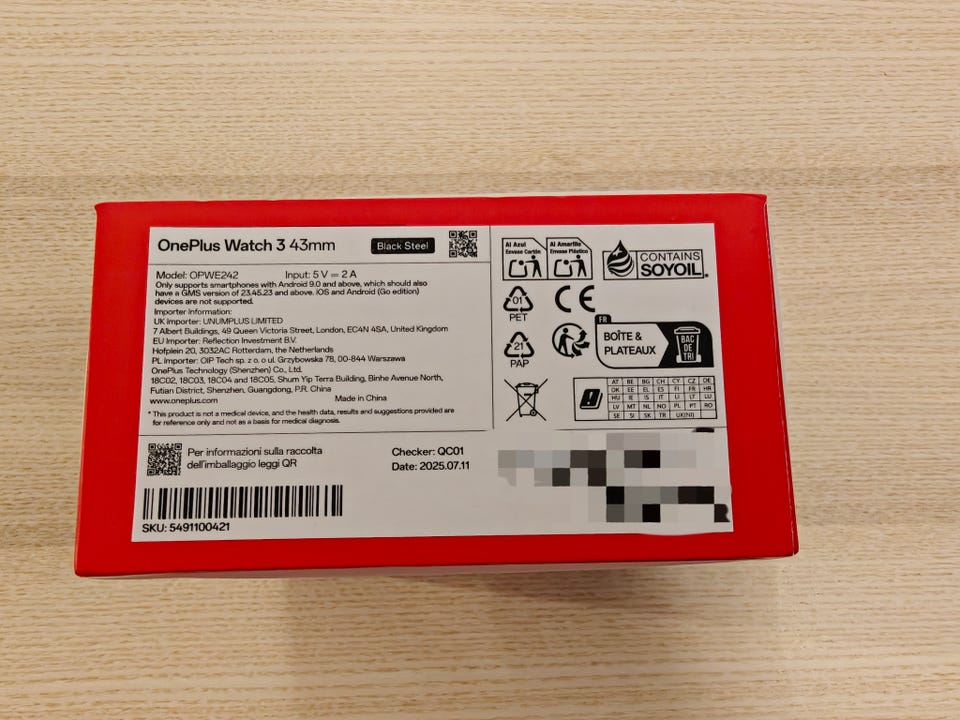 OnePlus Watch 3 43mm
Black Steel
Model: OPWE242 Input: 5 V ⎓ 2 A
Only supports smartphones with Android 9.0 and above, which should also
have a GMS version of 23.45.23 and above. iOS and Android (Go edition)
devices are not supported.
Importer Information:
UK Importer: UNUMPLUS LIMITED
7 Albert Buildings, 49 Queen Victoria Street, London, EC4N 4SA, United Kingdom
EU Importer: Reflection Investment B.V.
Hofplein 20, 3032AC Rotterdam, the Netherlands
PL Importer: OIP Tech sp. z o. o ul. Grzybowska 78, 00-844 Warszawa
OnePlus Technology (Shenzhen) Co., Ltd.
18C02, 18C03, 18C04 and 18C05, Shum Yip Terra Building, Binhe Avenue North,
Futian District, Shenzhen, Guangdong, P.R. China
www.oneplus.com Made in China
* This product is not a medical device, and the health data, results and suggestions provided are
for reference only and not as a basis for medical diagnosis.
Al Azul
Envase Cartón
Al Amarillo
Envase Plástico
CONTAINS
SOYOIL
01
PET
CE
21
PAP
FR
BOÎTE &
PLATEAUX
BAC
DE
TRI
AT BE BG CH CY CZ DE
DK EE EL ES FI FR HR
HU IE IS IT LI LT LU
LV MT NL NO PL PT RO
SE SI SK TR UK(NI)
Per informazioni sulla raccolta
dell'imballaggio leggi QR
Checker: QC01
Date: 2025.07.11
SKU: 5491100421